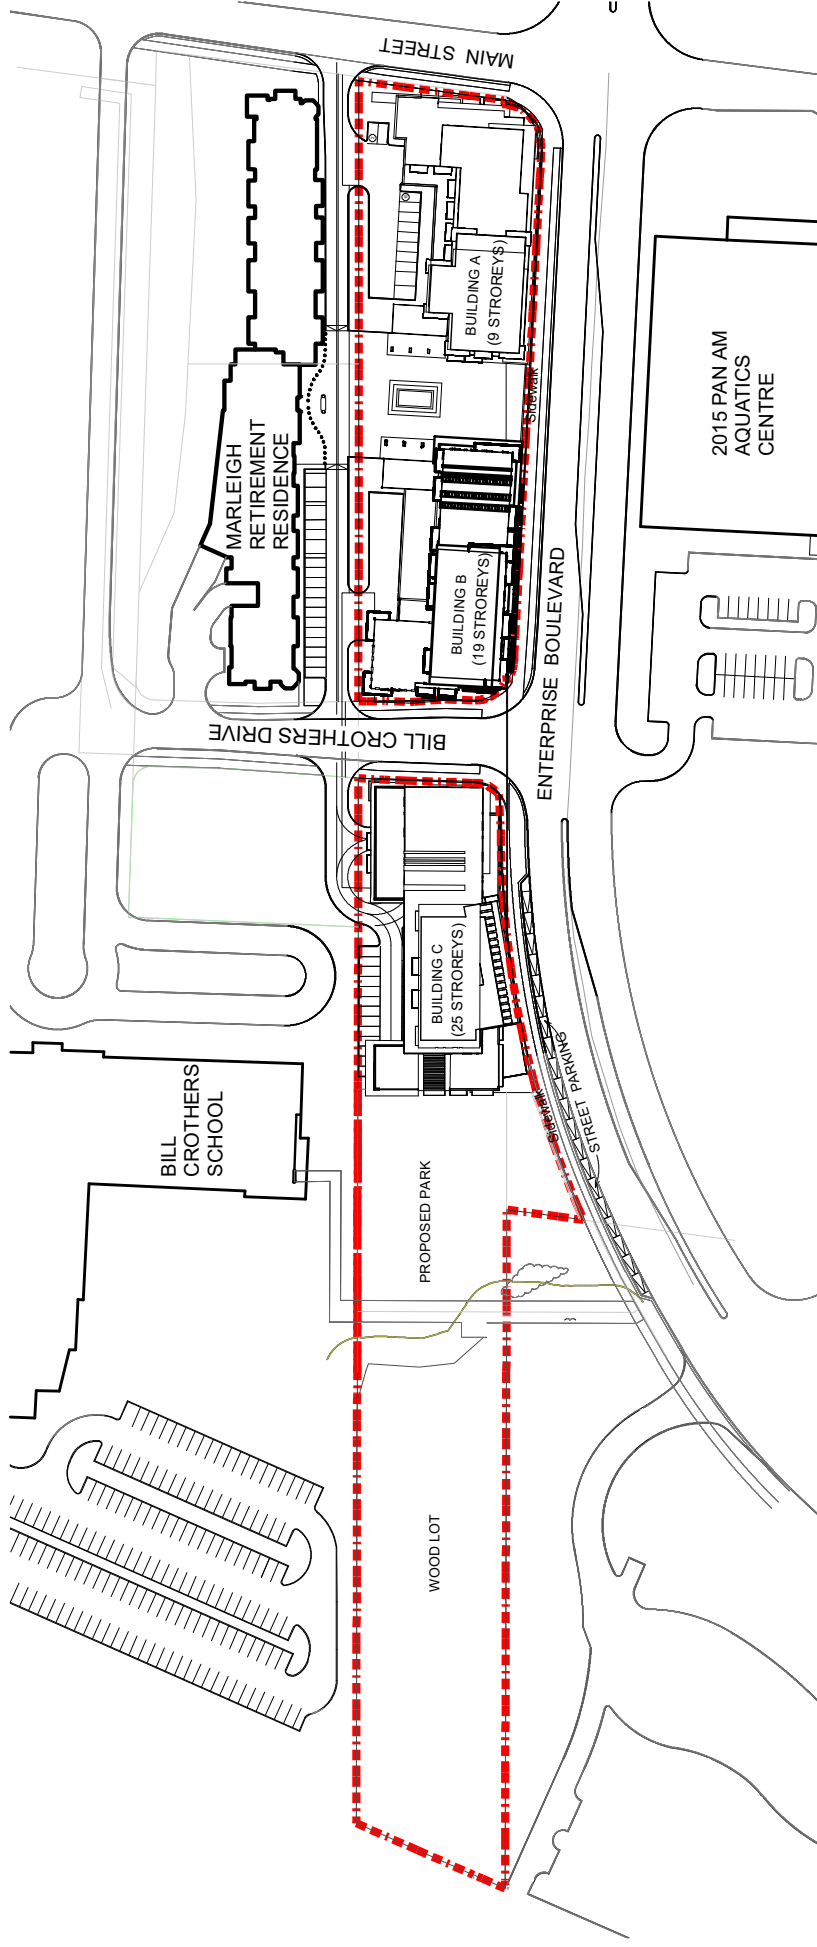 MAIN STREET
BUILDING A
(9 STROREYS)
Sidewalk
2015 PAN AM
AQUATICS
CENTRE
MARLEIGH
RETIREMENT
RESIDENCE
BUILDING B
(19 STROREYS)
ENTERPRISE BOULEVARD
BILL CROTHERS DRIVE
BUILDING C
(25 STROREYS)
STREET PARKING
Sidewalk
BILL
CROTHERS
SCHOOL
PROPOSED PARK
WOOD LOT